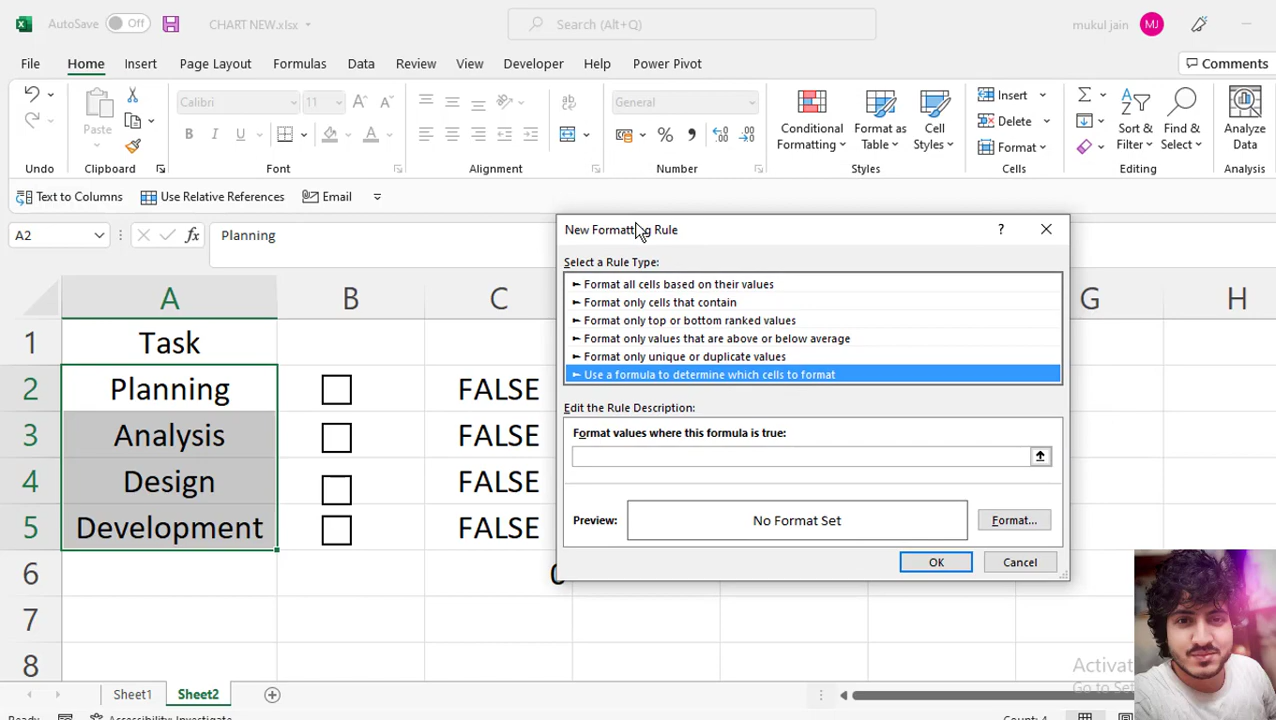 AutoSave Off CHART NEW.xlsx Search (Alt+Q) mukul jain MJ
File Home Insert Page Layout Formulas Data Review View Developer Help Power Pivot Comments
Paste Calibri 11 General Conditional Formatting Format as Table Cell Styles Insert Delete Format Sort & Filter Find & Select Analyze Data
Undo Clipboard Font Alignment Number Styles Cells Editing Analysis
Text to Columns Use Relative References Email
A2 fx Planning
New Formatting Rule ?
Select a Rule Type:
► Format all cells based on their values
► Format only cells that contain
► Format only top or bottom ranked values
► Format only values that are above or below average
► Format only unique or duplicate values
► Use a formula to determine which cells to format
Edit the Rule Description:
Format values where this formula is true:
Preview: No Format Set Format...
OK Cancel
A B C G H
1 Task
2 Planning FALSE
3 Analysis FALSE
4 Design FALSE
5 Development FALSE
6
7
8
Sheet1 Sheet2
Accessibility: Investigate Count: 4